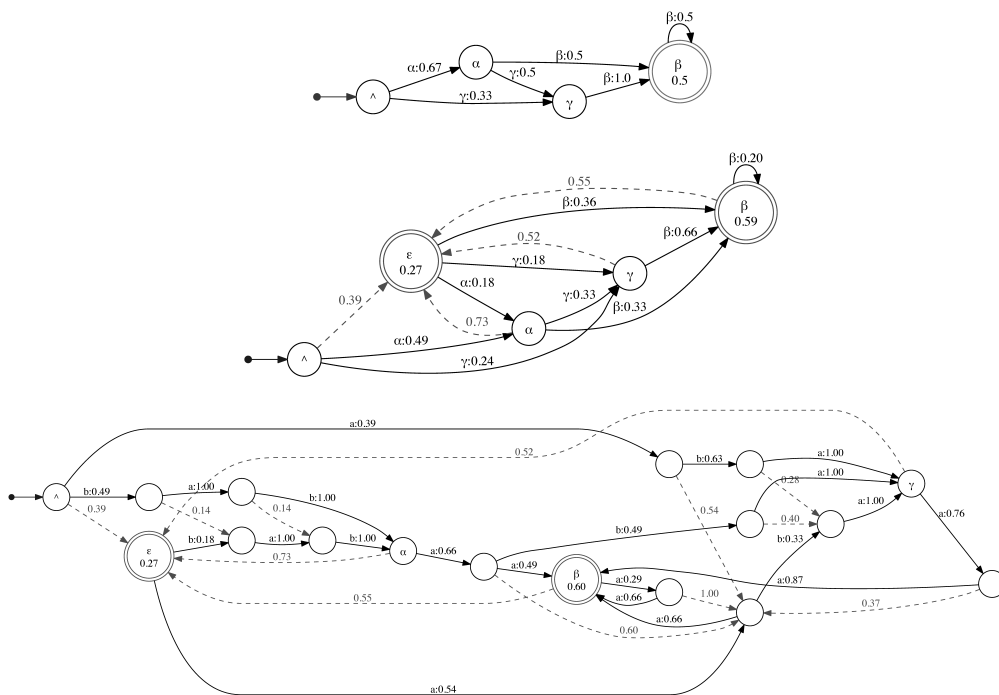 β:0.5
α
β:0.5
β
0.5
α:0.67
γ:0.5
β:1.0
^
γ:0.33
γ
β:0.20
0.55
β
0.59
β:0.36
ε
0.27
0.52
β:0.66
γ:0.18
γ
α:0.18
0.39
γ:0.33
β:0.33
0.73
α
^
α:0.49
γ:0.24
a:0.39
0.52
b:0.63
a:1.00
^
b:0.49
a:1.00
b:1.00
0.28
a:1.00
γ
0.39
0.14
0.14
0.54
0.40
a:1.00
a:0.76
ε
0.27
b:0.18
a:1.00
b:1.00
α
0.73
a:0.66
b:0.49
b:0.33
a:0.49
β
0.60
a:0.29
a:0.66
1.00
a:0.87
0.55
0.60
a:0.66
0.37
a:0.54